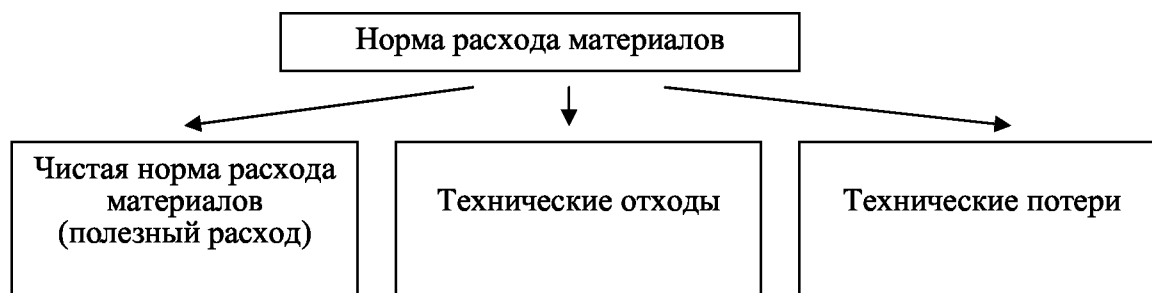 Норма расхода материалов
Чистая норма расхода
материалов
(полезный расход)
Технические отходы
Технические потери